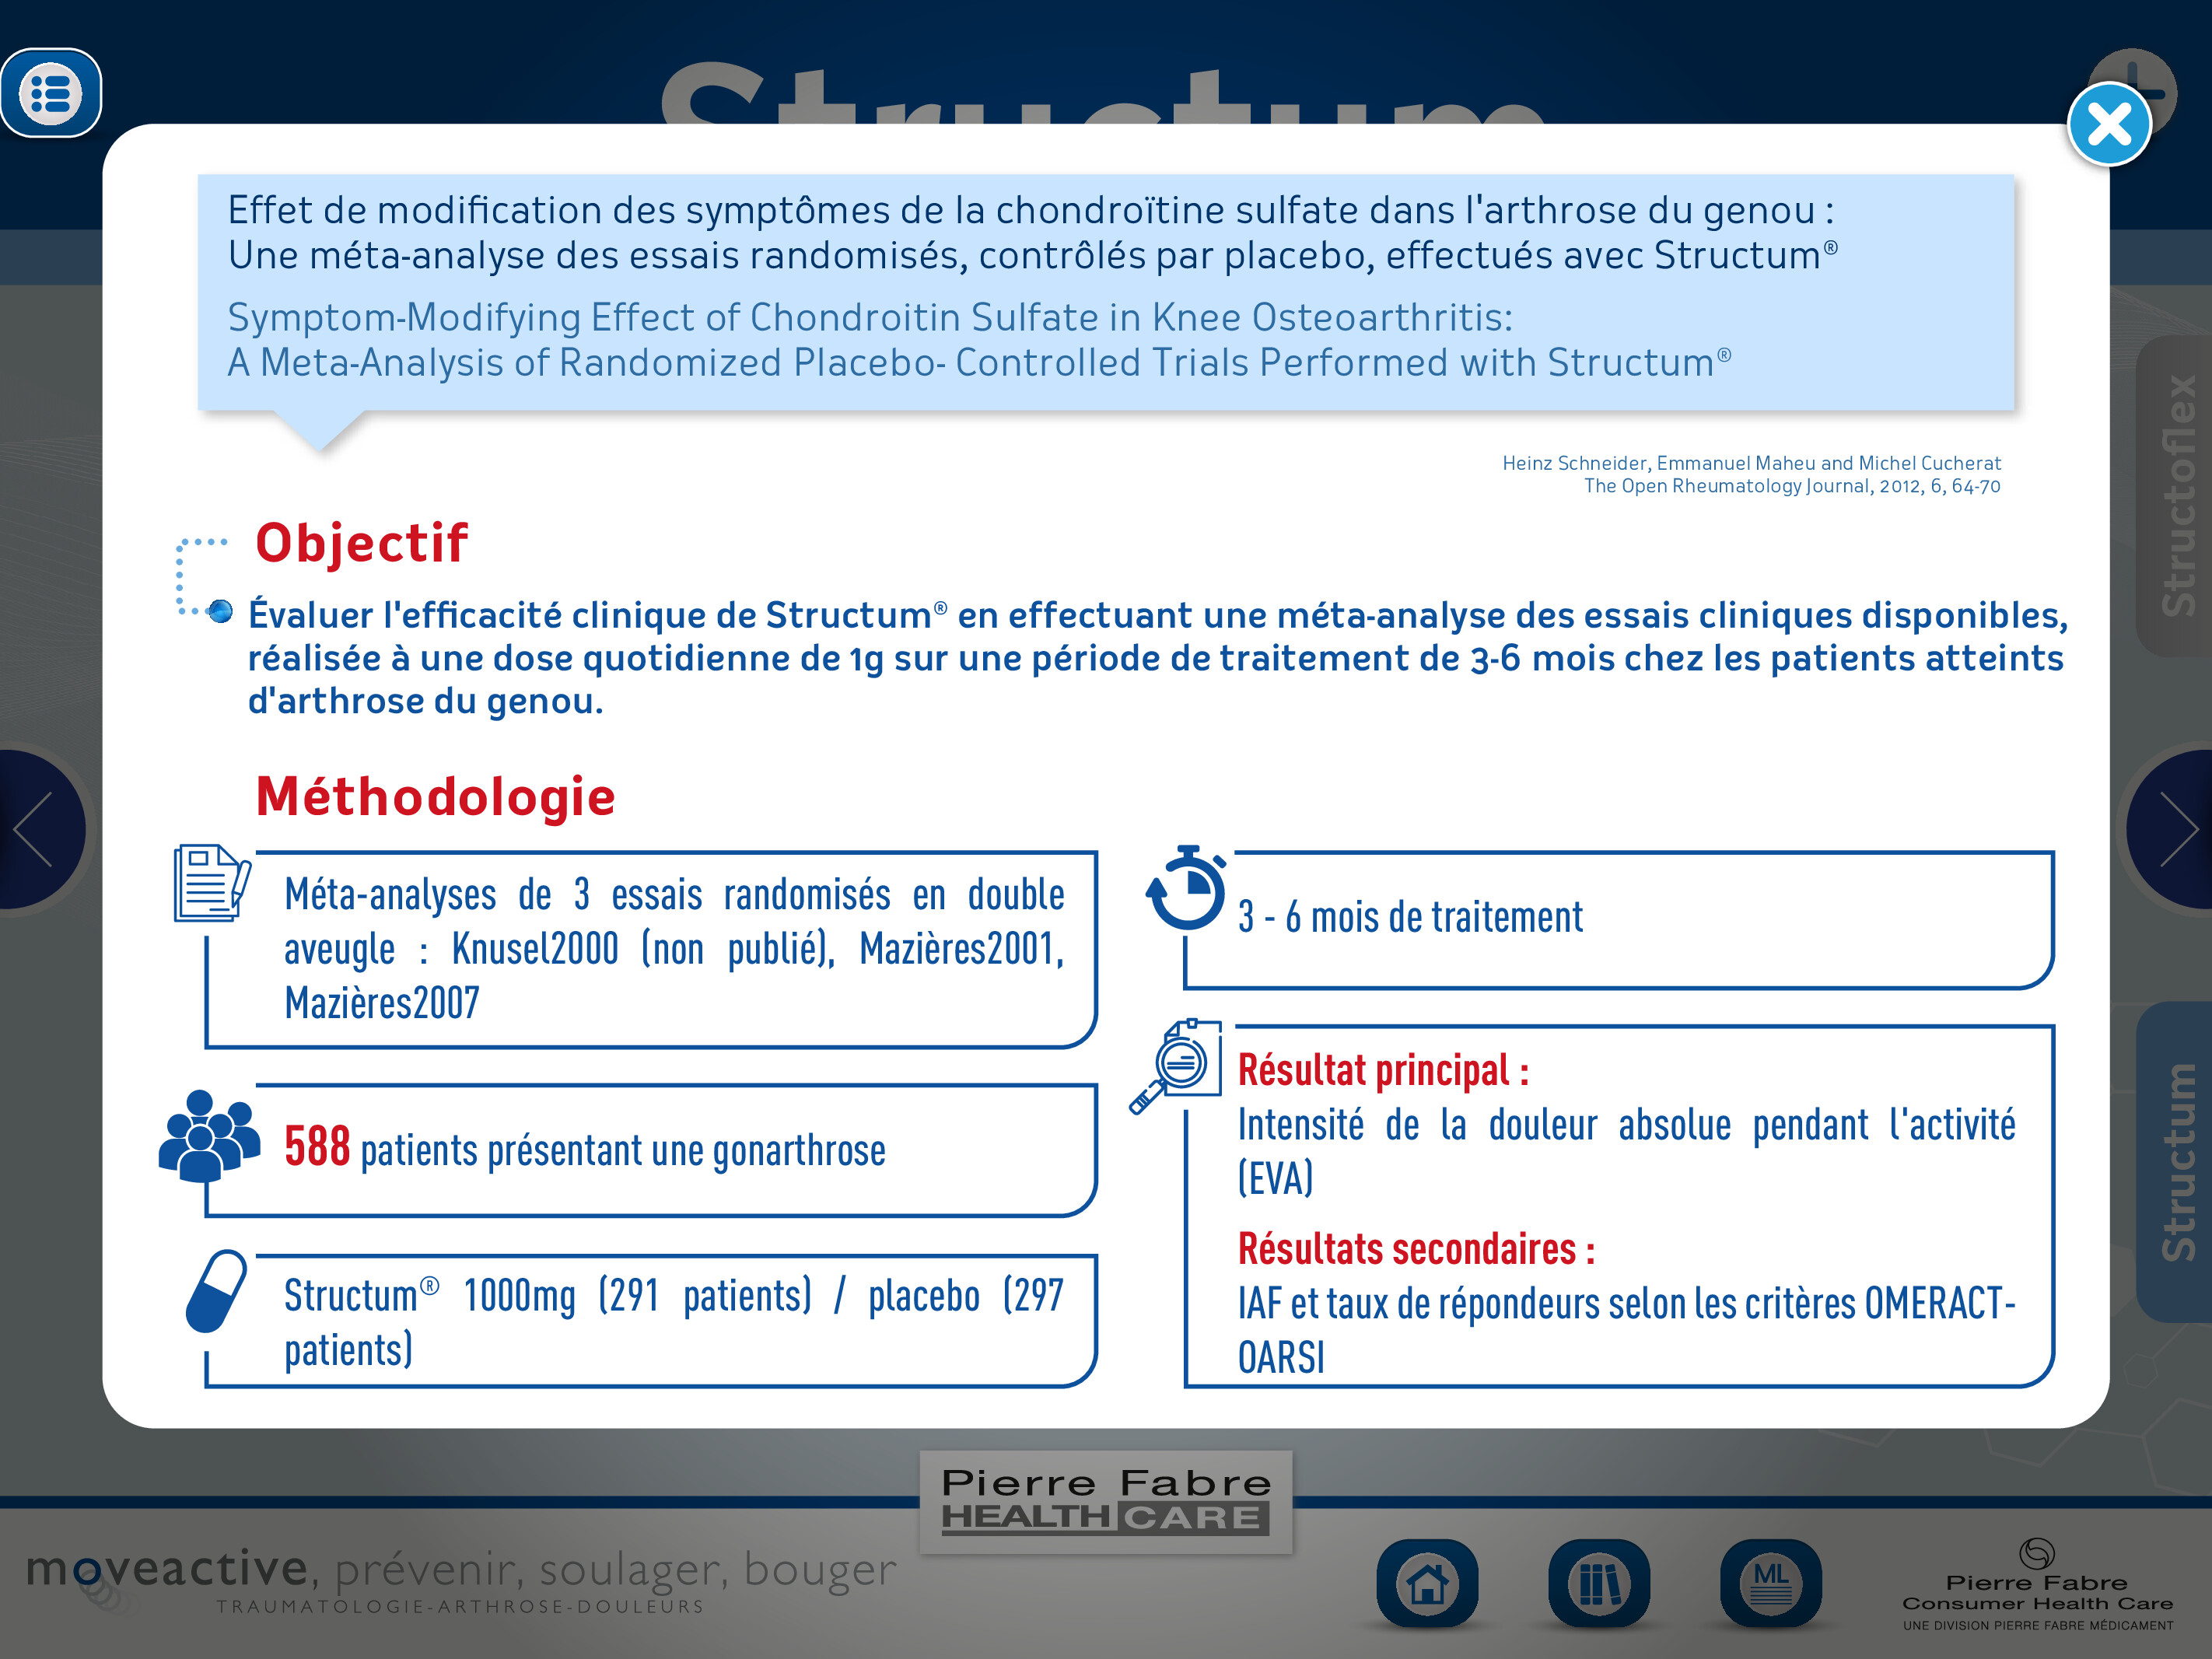 Structum
Effet de modification des symptômes de la chondroïtine sulfate dans l'arthrose du genou :
Une méta-analyse des essais randomisés, contrôlés par placebo, effectués avec Structum®
Symptom-Modifying Effect of Chondroitin Sulfate in Knee Osteoarthritis:
A Meta-Analysis of Randomized Placebo- Controlled Trials Performed with Structum®
Heinz Schneider, Emmanuel Maheu and Michel Cucherat
The Open Rheumatology Journal, 2012, 6, 64-70
Objectif
Évaluer l'efficacité clinique de Structum® en effectuant une méta-analyse des essais cliniques disponibles,
réalisée à une dose quotidienne de 1g sur une période de traitement de 3-6 mois chez les patients atteints
d'arthrose du genou.
Méthodologie
Méta-analyses de 3 essais randomisés en double
aveugle : Knusel2000 (non publié), Mazières2001,
Mazières2007
588 patients présentant une gonarthrose
Structum® 1000mg (291 patients) / placebo (297
patients)
3 - 6 mois de traitement
Résultat principal :
Intensité de la douleur absolue pendant l'activité
(EVA)
Résultats secondaires :
IAF et taux de répondeurs selon les critères OMERACT-
OARSI
Structoflex
Structum
Pierre Fabre
HEALTH CARE
moveactive, prévenir, soulager, bouger
TRAUMATOLOGIE-ARTHROSE-DOULEURS
ML
Pierre Fabre
Consumer Health Care
UNE DIVISION PIERRE FABRE MÉDICAMENT